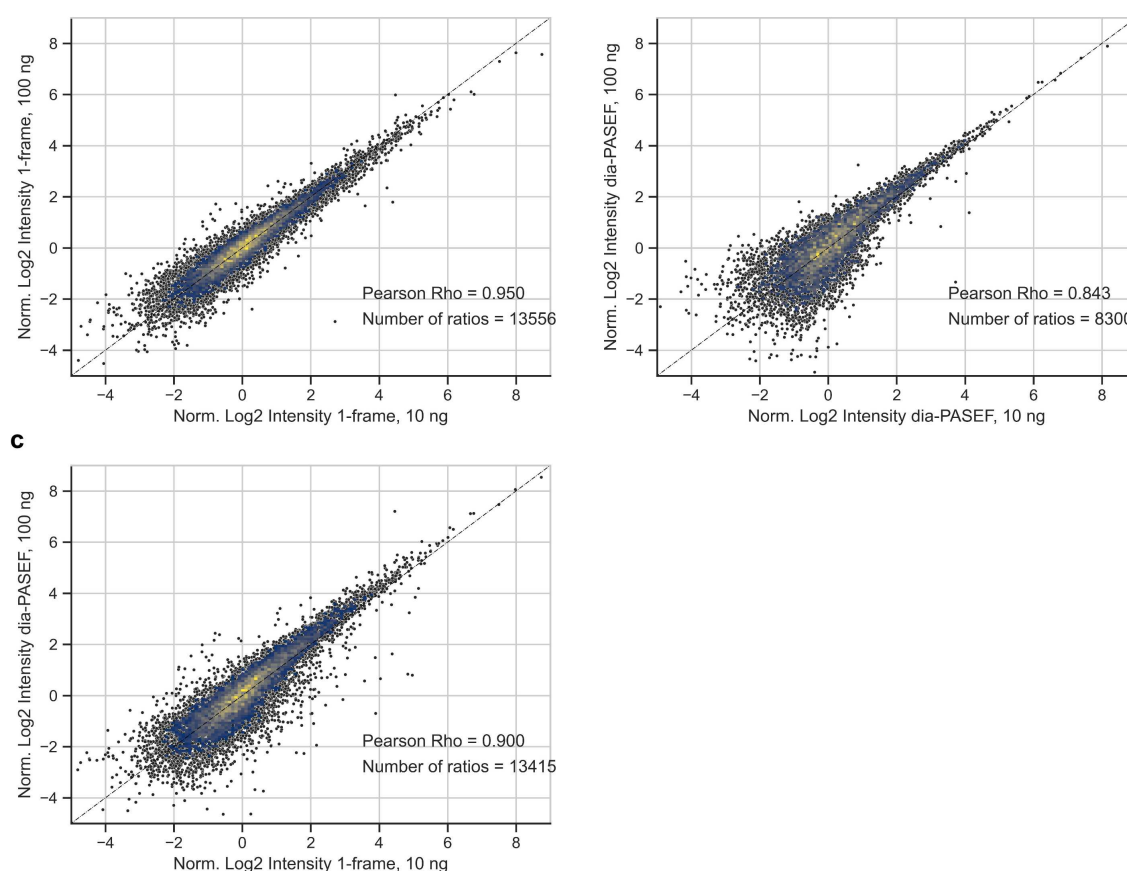 Norm. Log2 Intensity 1-frame, 100 ng
8
6
4
2
0
−2
−4
Pearson Rho = 0.950
Number of ratios = 13556
−4 −2 0 2 4 6 8
Norm. Log2 Intensity 1-frame, 10 ng
Norm. Log2 Intensity dia-PASEF, 100 ng
8
6
4
2
0
−2
−4
Pearson Rho = 0.843
Number of ratios = 8300
−4 −2 0 2 4 6 8
Norm. Log2 Intensity dia-PASEF, 10 ng
c
Norm. Log2 Intensity dia-PASEF, 100 ng
8
6
4
2
0
−2
−4
Pearson Rho = 0.900
Number of ratios = 13415
−4 −2 0 2 4 6 8
Norm. Log2 Intensity 1-frame, 10 ng